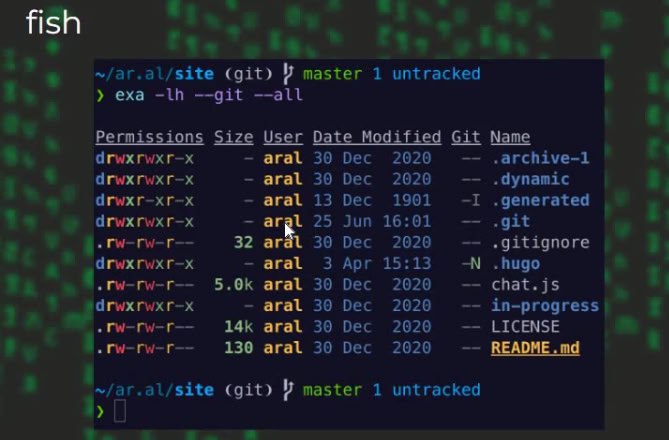 fish
~/ar.al/site (git) master 1 untracked
❯ exa -lh --git --all
Permissions Size User Date Modified Git Name
drwxrwxr-x - aral 30 Dec 2020 -- .archive-1
drwxrwxr-x - aral 30 Dec 2020 -- .dynamic
drwxrwxr-x - aral 13 Dec 1901 -I .generated
drwxrwxr-x - aral 25 Jun 16:01 -- .git
.rw-rw-r-- 32 aral 30 Dec 2020 -- .gitignore
drwxrwxr-x - aral 3 Apr 15:13 -N .hugo
.rw-rw-r-- 5.0k aral 30 Dec 2020 -- chat.js
drwxrwxr-x - aral 30 Dec 2020 -- in-progress
.rw-rw-r-- 14k aral 30 Dec 2020 -- LICENSE
.rw-rw-r-- 130 aral 30 Dec 2020 -- README.md
~/ar.al/site (git) master 1 untracked
❯